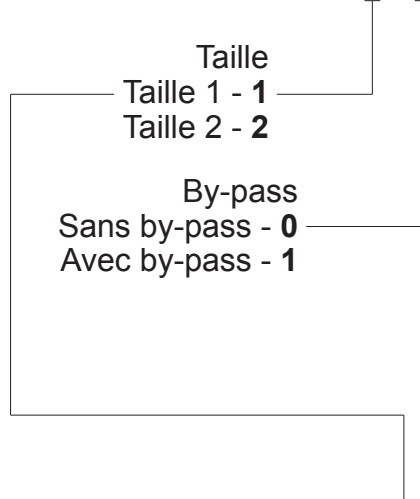 Taille
Taille 1 - 1
Taille 2 - 2
By-pass
Sans by-pass - 0
Avec by-pass - 1